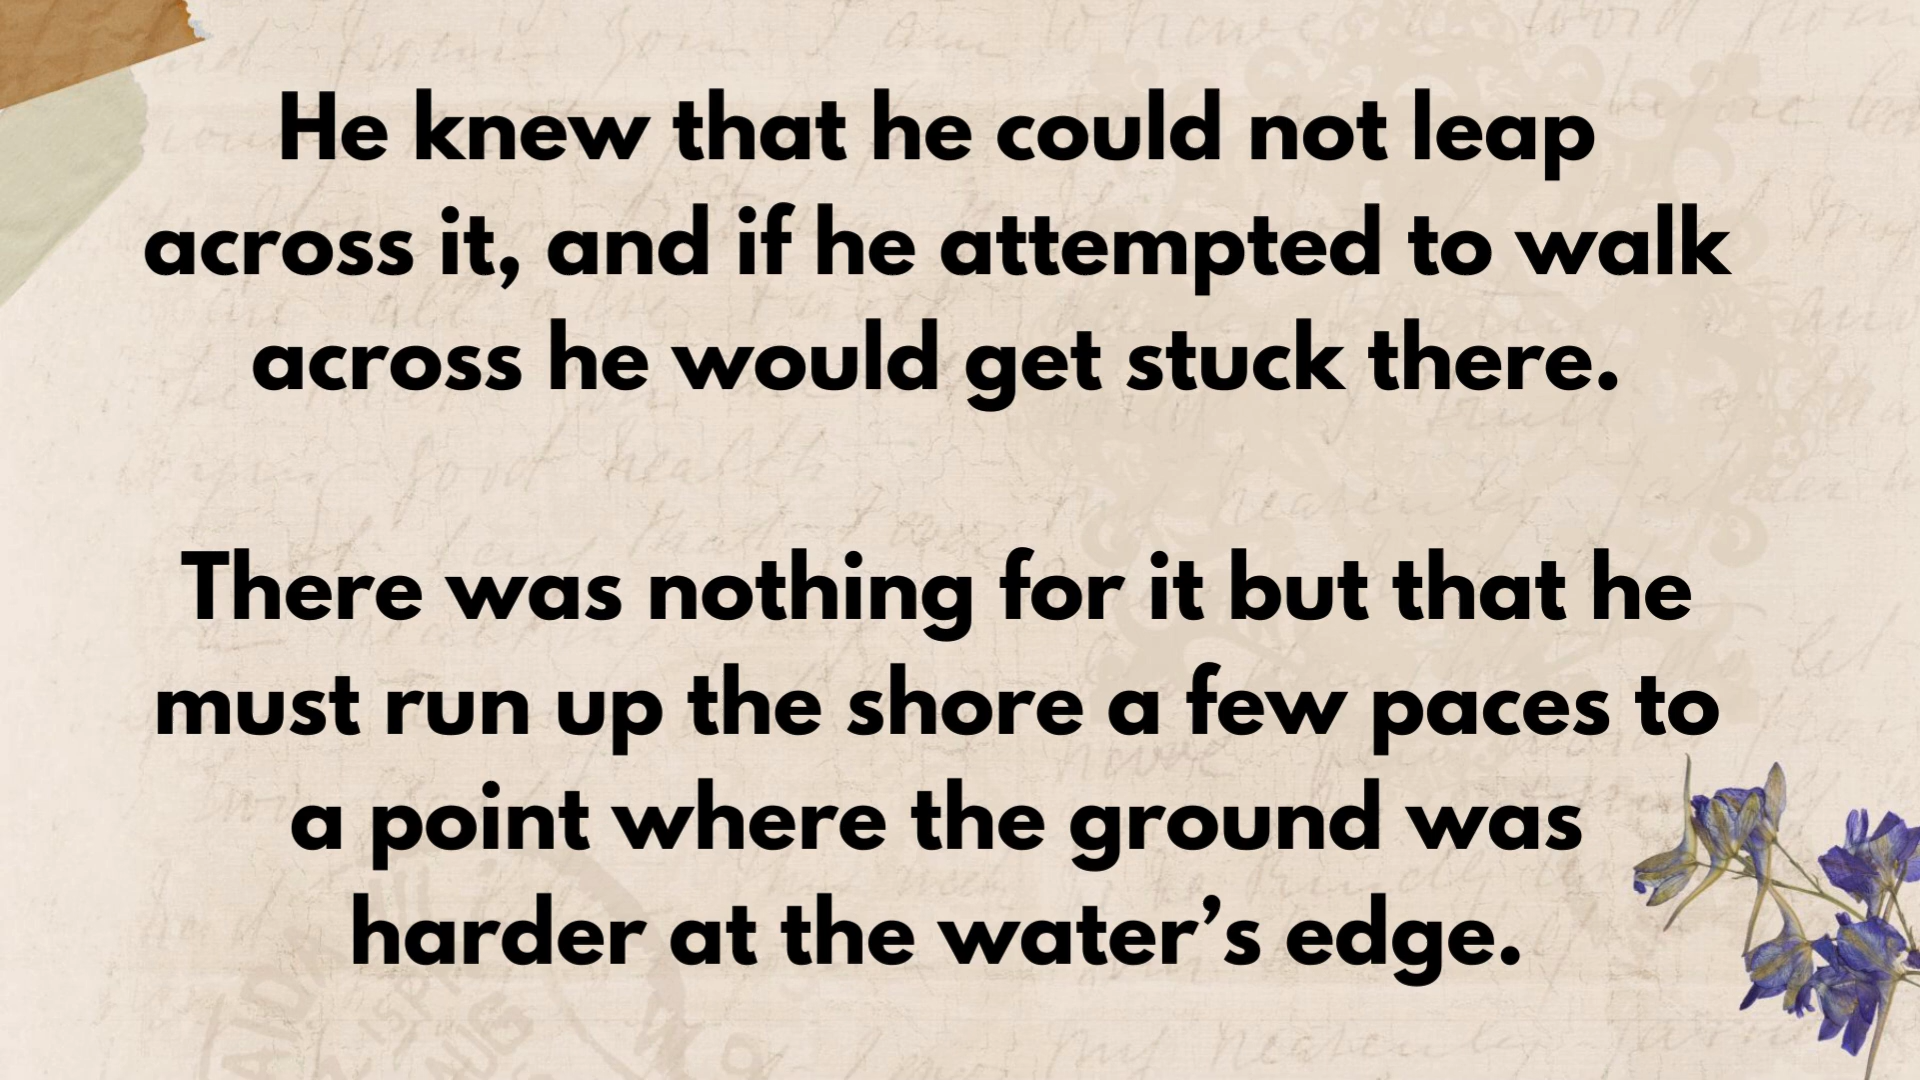 He knew that he could not leap
across it, and if he attempted to walk
across he would get stuck there.
There was nothing for it but that he
must run up the shore a few paces to
a point where the ground was
harder at the water’s edge.